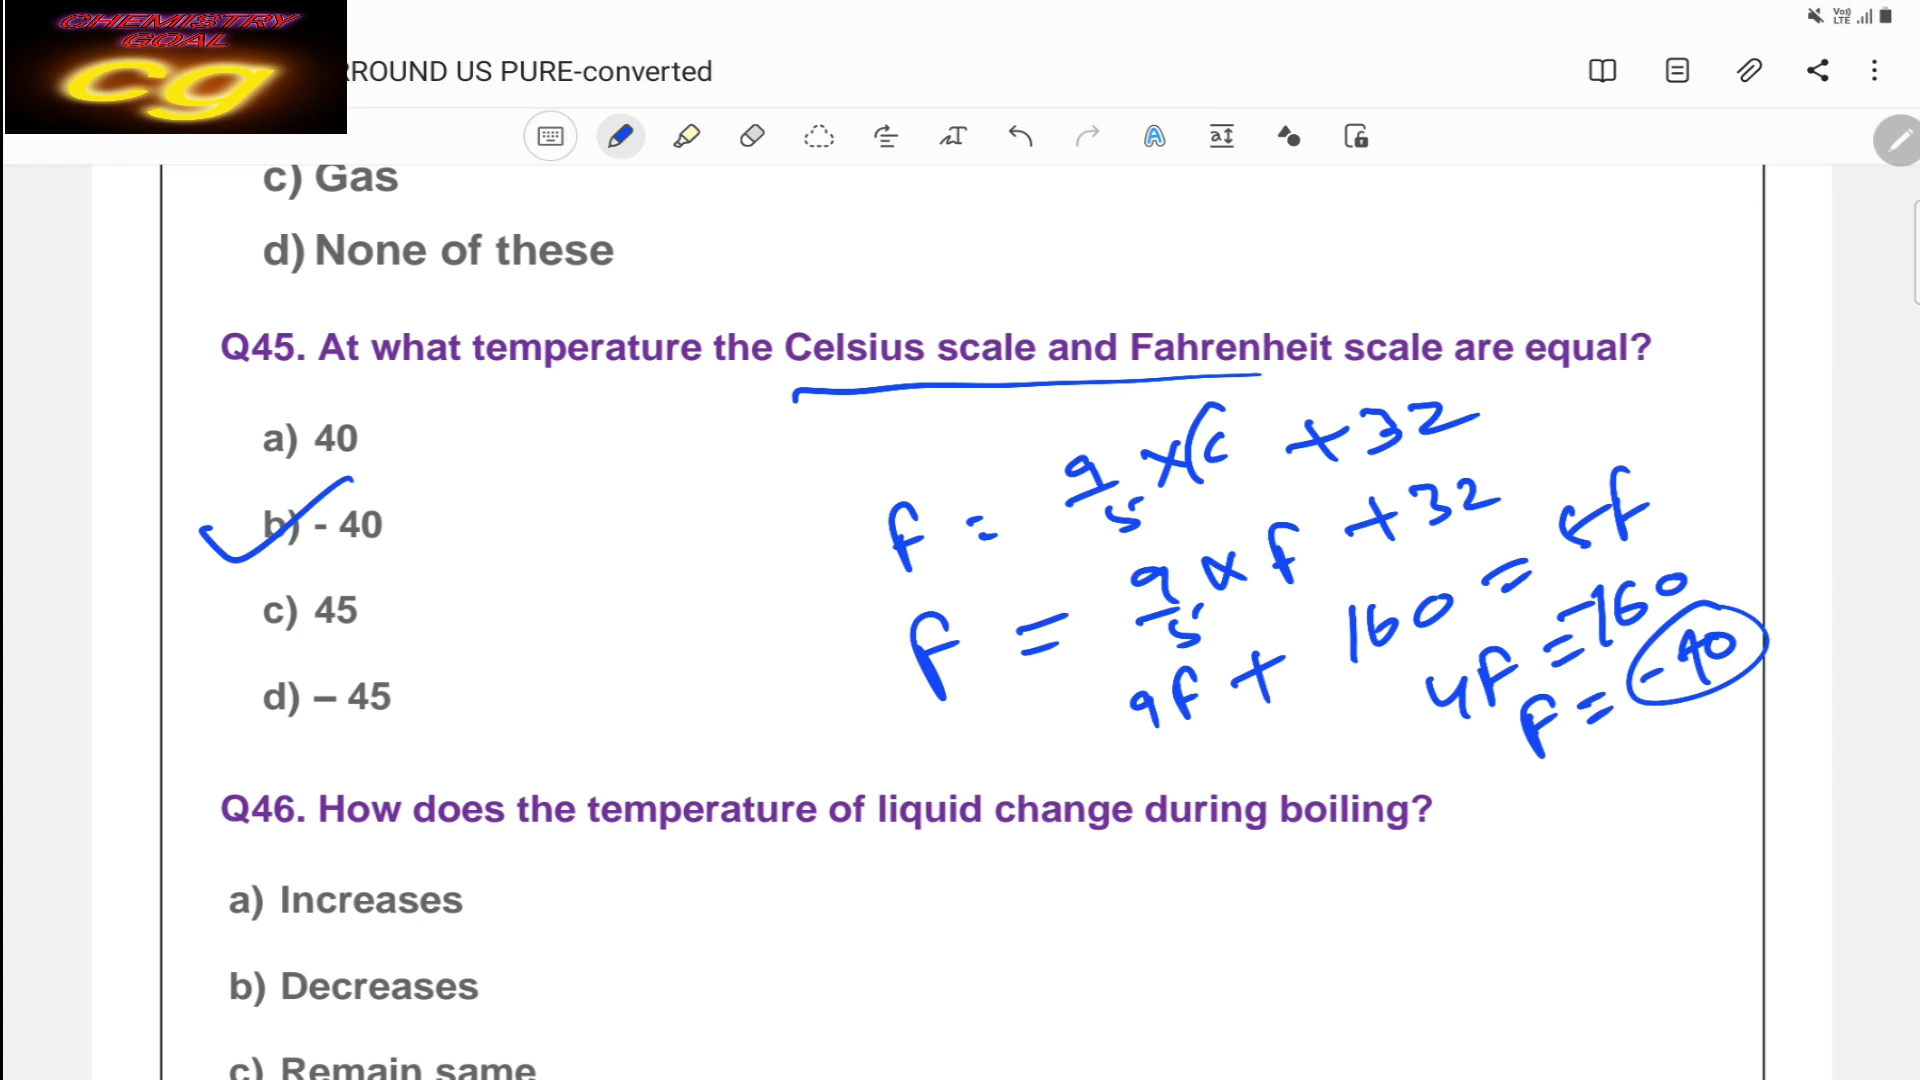 CHEMISTRY
GOAL
cg
RROUND US PURE-converted
c) Gas
d) None of these
Q45. At what temperature the Celsius scale and Fahrenheit scale are equal?
a) 40
b) - 40
c) 45
d) – 45
F = 9/5 × (C + 32
F = 9/5 × F + 32
9F + 160 = 5F
4F = -160
F = -40
Q46. How does the temperature of liquid change during boiling?
a) Increases
b) Decreases
c) Remain same